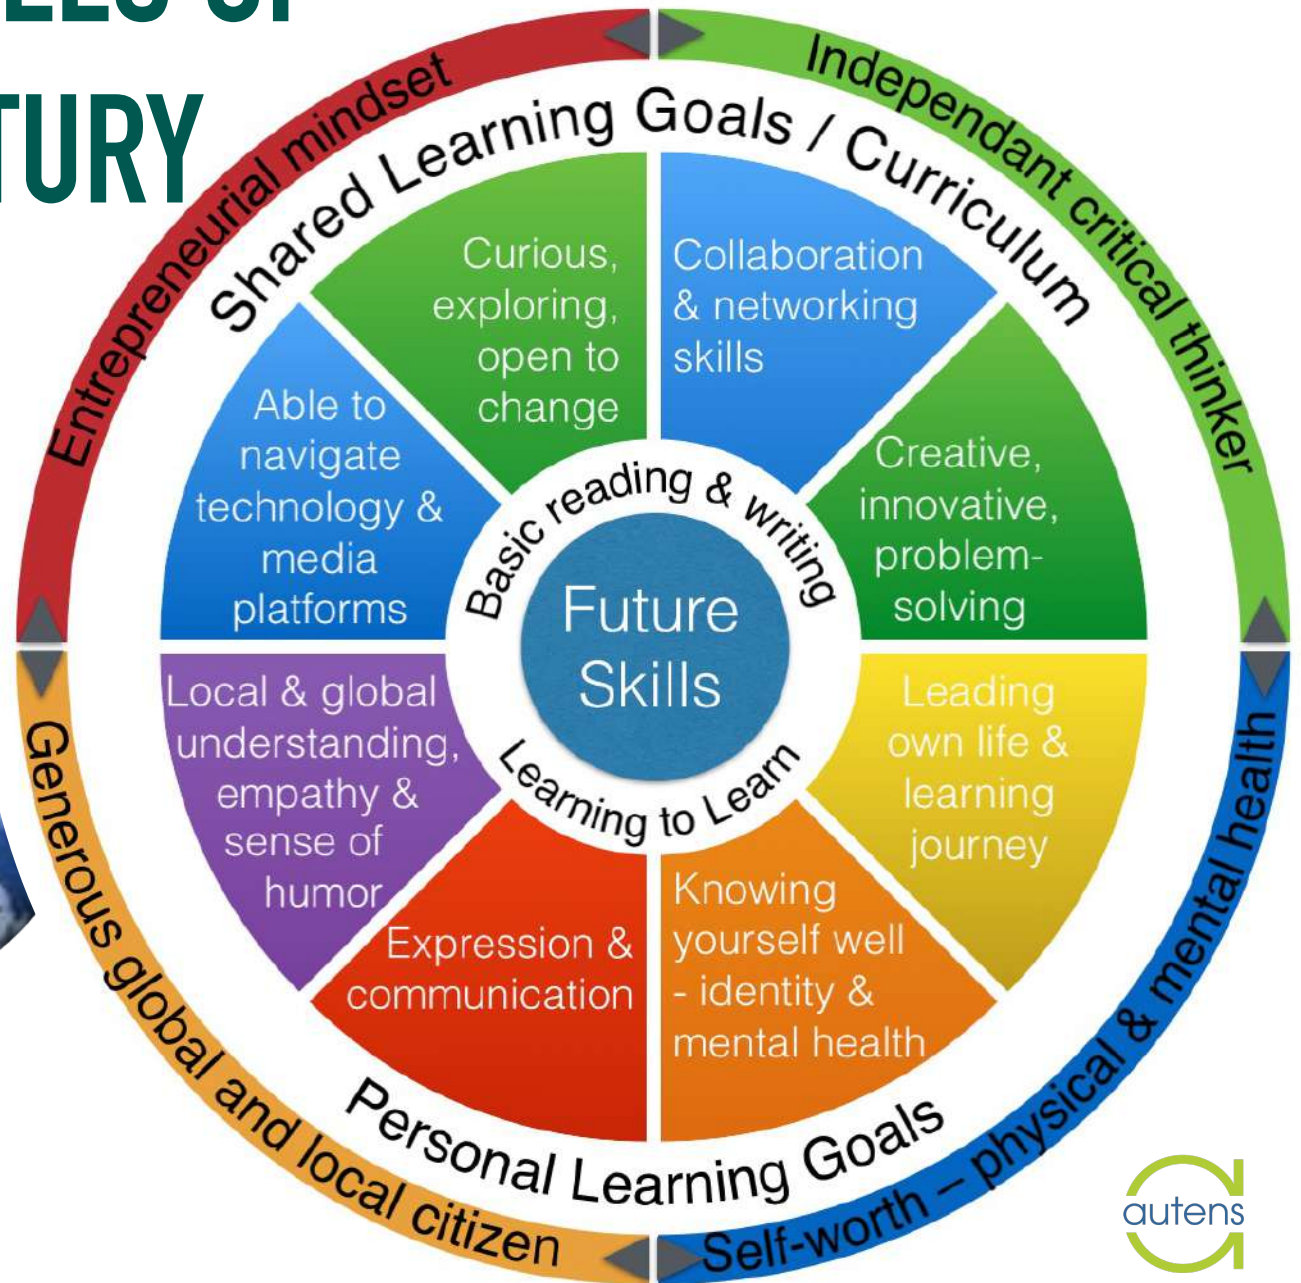 TURY
Entrepreneurial mindset
Independant critical thinker
Shared Learning Goals / Curriculum
Curious,
exploring,
open to
change
Collaboration
& networking
skills
Able to
navigate
technology &
media
platforms
Creative,
innovative,
problem-
solving
Basic reading & writing
Future
Skills
Learning to Learn
Local & global
understanding,
empathy &
sense of
humor
Leading
own life &
learning
journey
Expression &
communication
Knowing
yourself well
- identity &
mental health
Personal Learning Goals
Generous global and local citizen
Self-worth – physical & mental health
autens